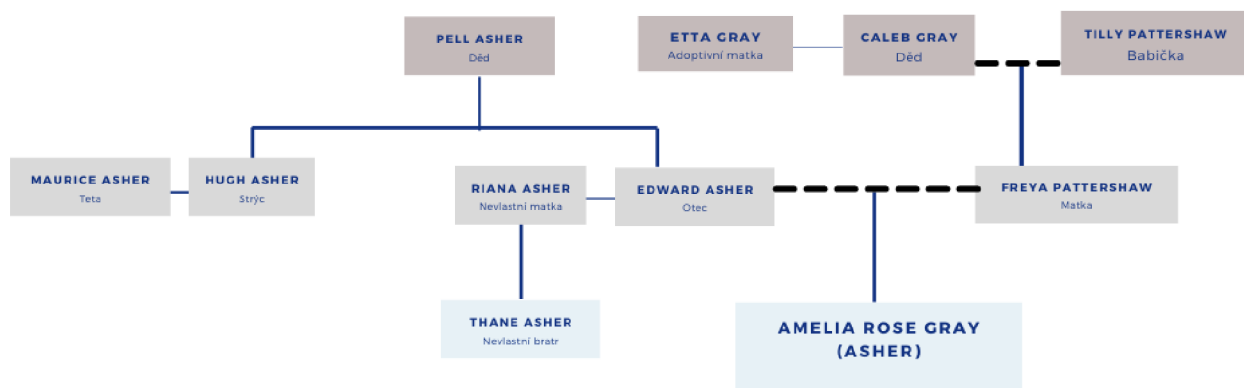 PELL ASHER
Děd
ETTA GRAY
Adoptivní matka
CALEB GRAY
Děd
TILLY PATTERSHAW
Babička
MAURICE ASHER
Teta
HUGH ASHER
Strýc
RIANA ASHER
Nevlastní matka
EDWARD ASHER
Otec
FREYA PATTERSHAW
Matka
THANE ASHER
Nevlastní bratr
AMELIA ROSE GRAY
(ASHER)